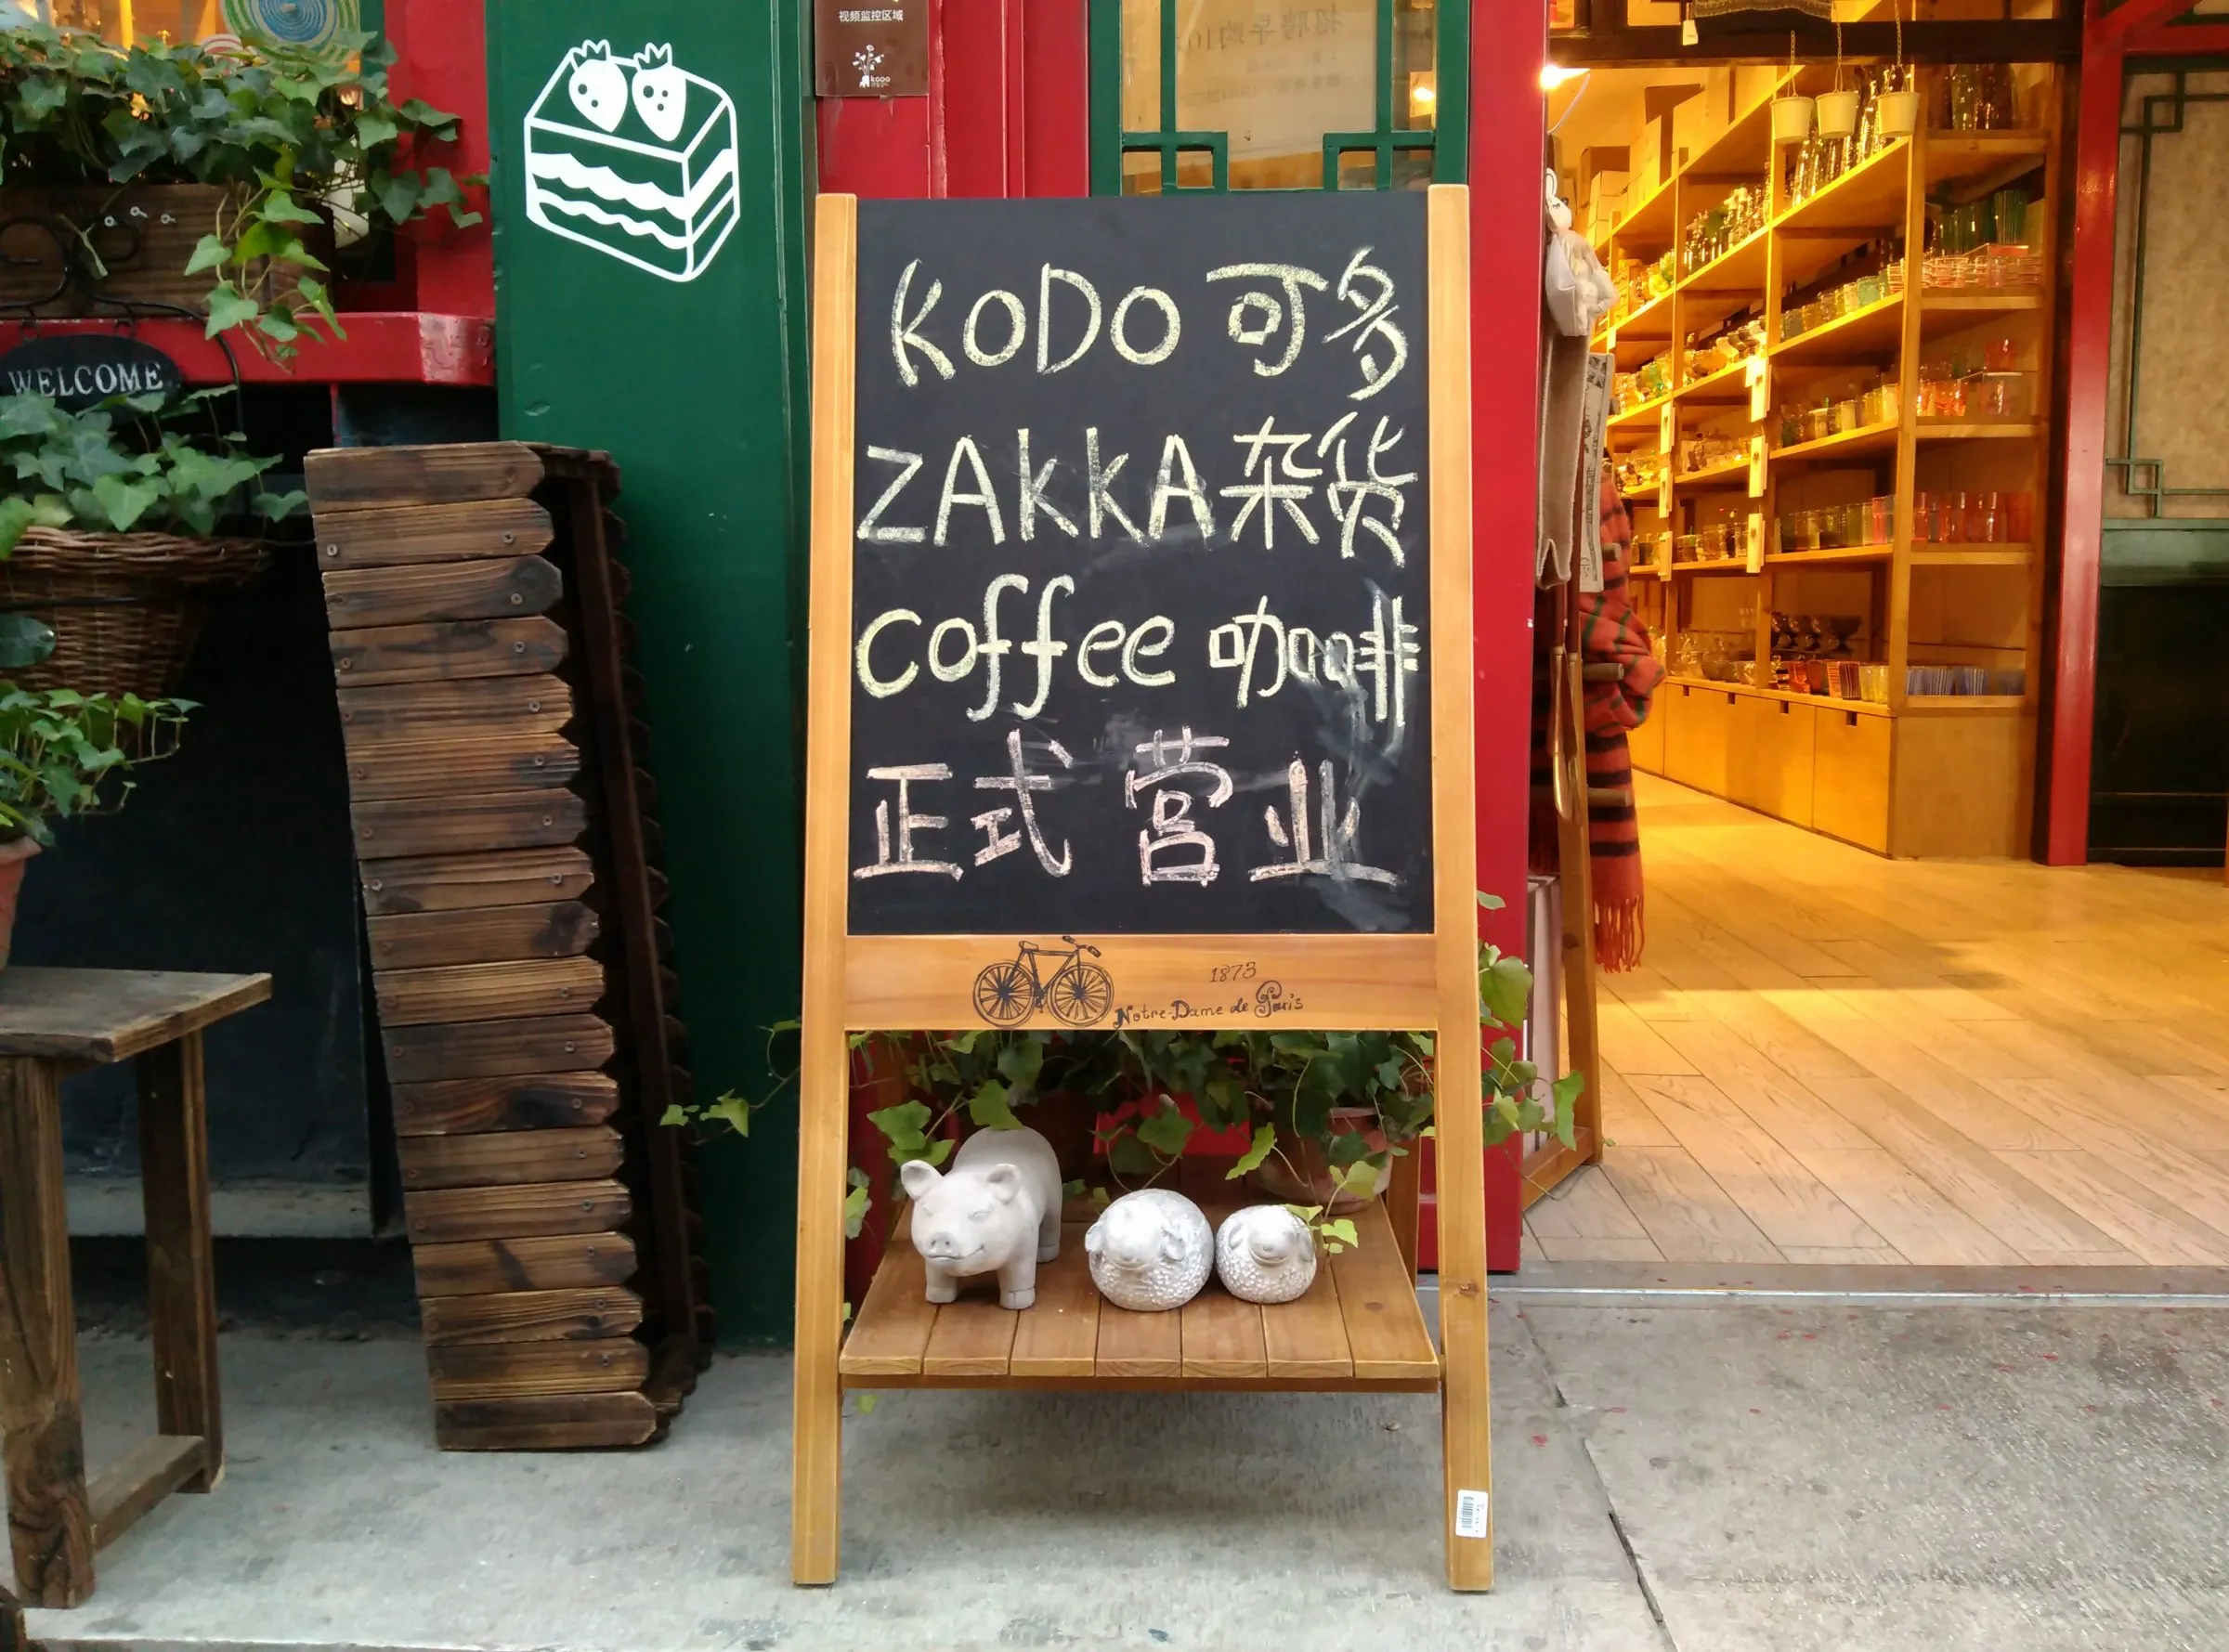 视频监控区域
kodo
WELCOME
KODO 可多
ZAKKA 杂货
coffee 咖啡
正式 营业
1873
Notre-Dame de Paris